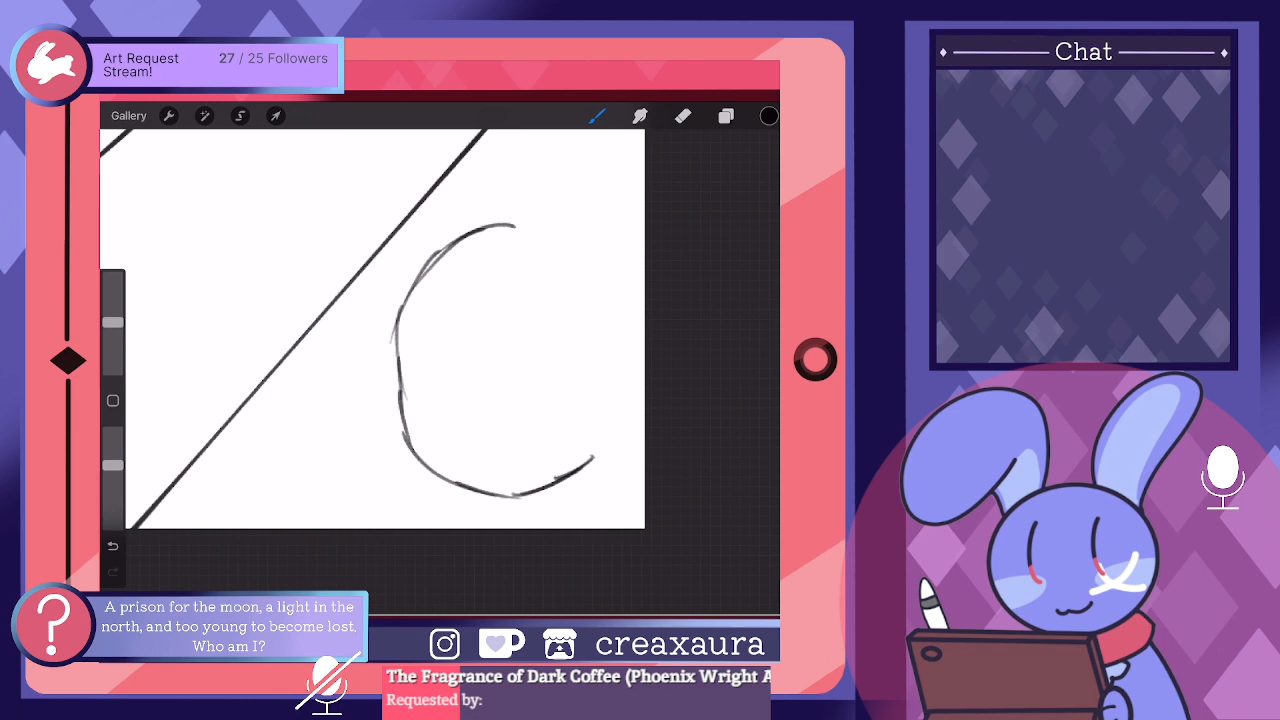 Art Request
Stream!
27 / 25 Followers
Chat
Gallery
A prison for the moon, a light in the
north, and too young to become lost.
Who am I?
creaxaura
The Fragrance of Dark Coffee (Phoenix Wright A
Requested by: